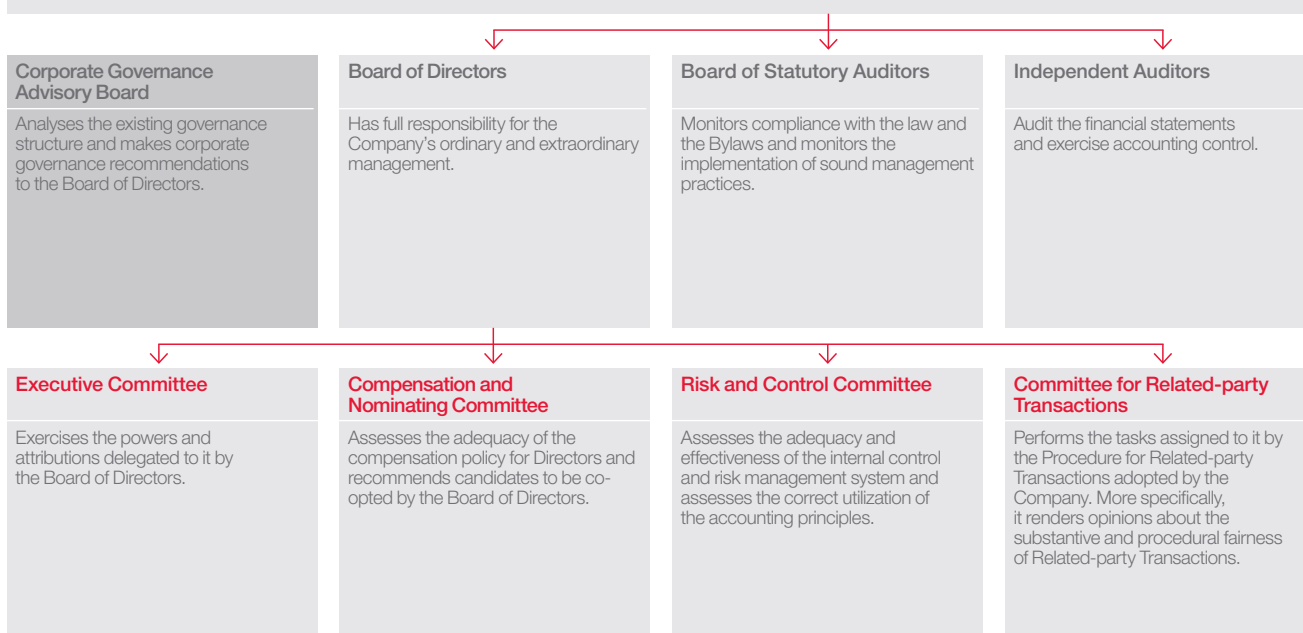 Corporate Governance
Advisory Board
Analyses the existing governance
structure and makes corporate
governance recommendations
to the Board of Directors.
Board of Directors
Has full responsibility for the
Company's ordinary and extraordinary
management.
Board of Statutory Auditors
Monitors compliance with the law and
the Bylaws and monitors the
implementation of sound management
practices.
Independent Auditors
Audit the financial statements
and exercise accounting control.
Executive Committee
Exercises the powers and
attributions delegated to it by
the Board of Directors.
Compensation and
Nominating Committee
Assesses the adequacy of the
compensation policy for Directors and
recommends candidates to be co-
opted by the Board of Directors.
Risk and Control Committee
Assesses the adequacy and
effectiveness of the internal control
and risk management system and
assesses the correct utilization of
the accounting principles.
Committee for Related-party
Transactions
Performs the tasks assigned to it by
the Procedure for Related-party
Transactions adopted by the
Company. More specifically,
it renders opinions about the
substantive and procedural fairness
of Related-party Transactions.